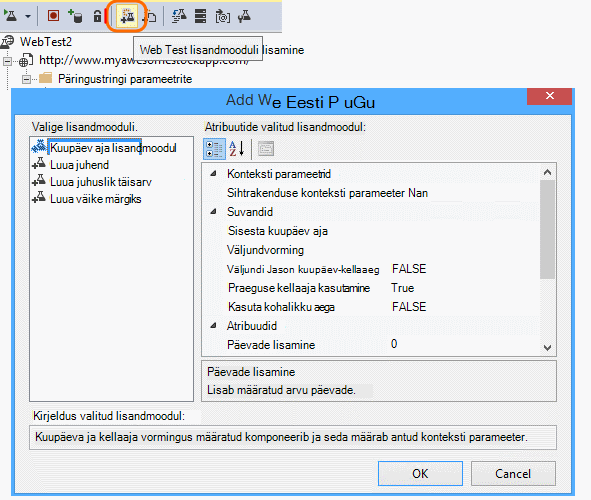 WebTest2
Web Test lisandmooduli lisamine
http://www.myawesomestockapp.com/
Päringustringi parameetrite
Add We Eesti P uGu
Valige lisandmooduli.
Kuupäev aja lisandmoodul
Luua juhend
Luua juhuslik täisarv
Luua väike märgiks
Atribuutide valitud lisandmoodul:
Konteksti parameetrid
Sihtrakenduse konteksti parameeter Nan
Suvandid
Sisesta kuupäev aja
Väljundvorming
Väljundi Jason kuupäev-kellaaeg FALSE
Praeguse kellaaja kasutamine True
Kasuta kohalikku aega FALSE
Atribuudid
Päevade lisamine 0
Päevade lisamine
Lisab määratud arvu päevade.
Kirjeldus valitud lisandmoodul:
Kuupäeva ja kellaaja vormingus määratud komponeerib ja seda määrab antud konteksti parameeter.
OK Cancel